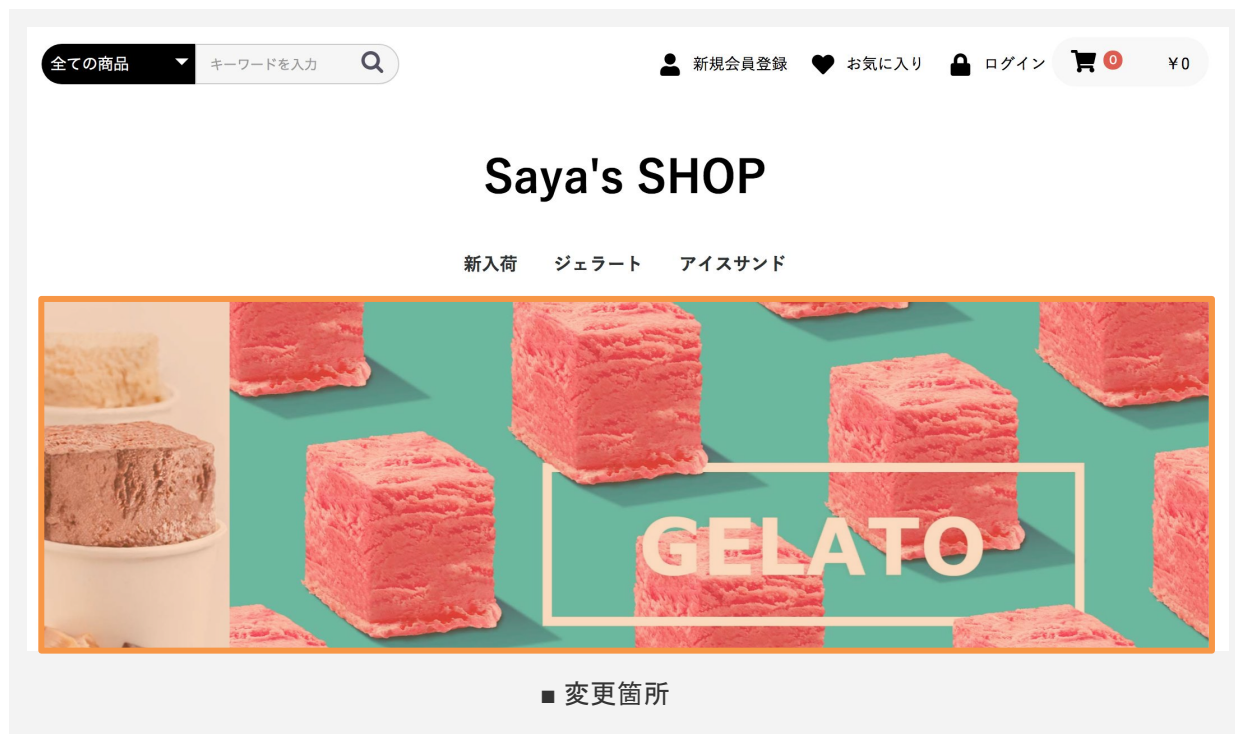 全ての商品 キーワードを入力 新規会員登録 お気に入り ログイン 0 ¥0
Saya's SHOP
新入荷 ジェラート アイスサンド
GELATO
■ 変更箇所